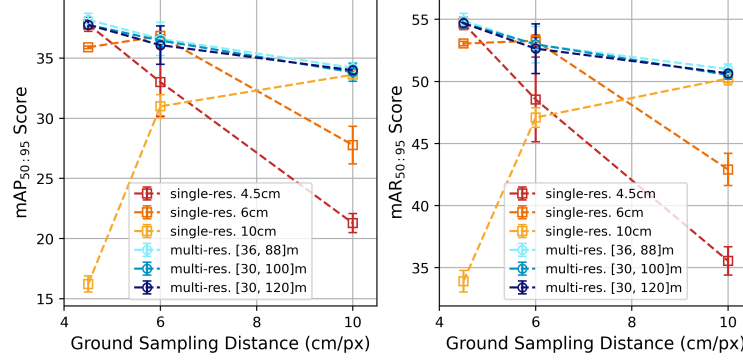 35
30
25
20
15
mAP50:95 Score
single-res. 4.5cm
single-res. 6cm
single-res. 10cm
multi-res. [36, 88]m
multi-res. [30, 100]m
multi-res. [30, 120]m
4 6 8 10
Ground Sampling Distance (cm/px)
55
50
45
40
35
mAR50:95 Score
single-res. 4.5cm
single-res. 6cm
single-res. 10cm
multi-res. [36, 88]m
multi-res. [30, 100]m
multi-res. [30, 120]m
4 6 8 10
Ground Sampling Distance (cm/px)